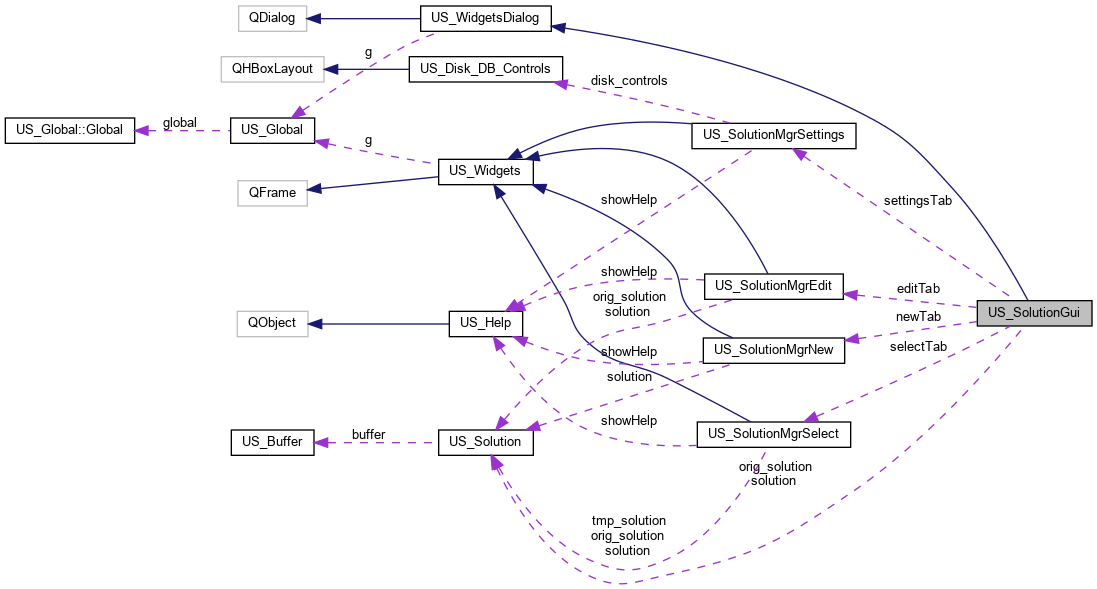 QDialog
US_WidgetsDialog
g
QHBoxLayout
US_Disk_DB_Controls
disk_controls
US_Global::Global
global
US_Global
g
US_SolutionMgrSettings
US_Widgets
QFrame
showHelp
settingsTab
showHelp
US_SolutionMgrEdit
editTab
orig_solution
solution
US_SolutionGui
QObject
US_Help
newTab
showHelp
US_SolutionMgrNew
selectTab
solution
showHelp
US_Buffer
buffer
US_Solution
US_SolutionMgrSelect
orig_solution
solution
tmp_solution
orig_solution
solution